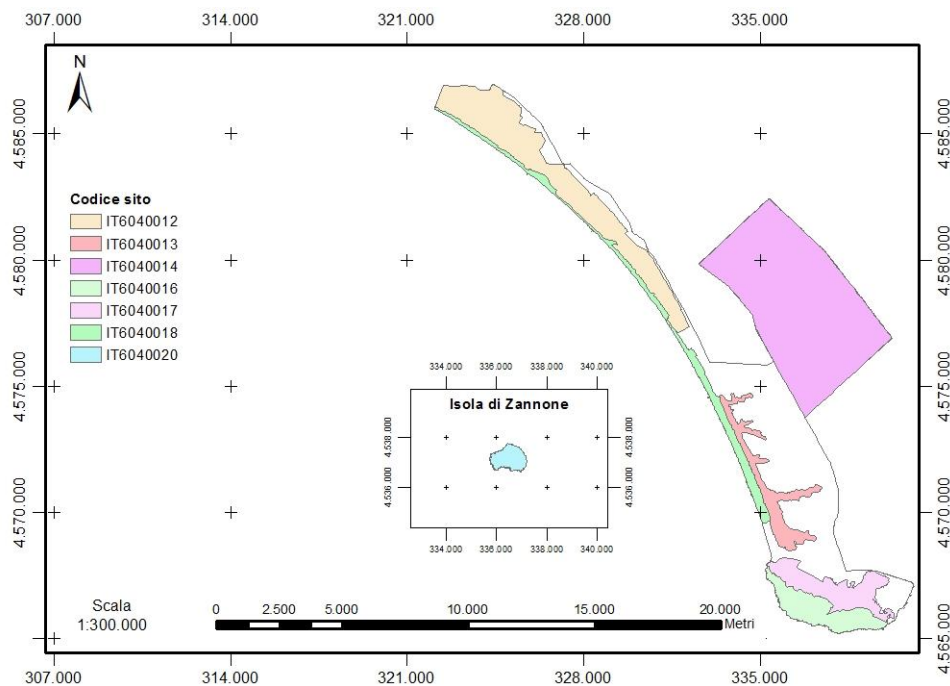 307.000 314.000 321.000 328.000 335.000
N
4.585.000 4.585.000
Codice sito
IT6040012
IT6040013
IT6040014
IT6040016
IT6040017
IT6040018
IT6040020
4.580.000 4.580.000
4.575.000 4.575.000
334.000 336.000 338.000 340.000
Isola di Zannone
4.538.000 4.538.000
4.536.000 4.536.000
334.000 336.000 338.000 340.000
4.570.000 4.570.000
Scala
1:300.000
0 2.500 5.000 10.000 15.000 20.000
Metri
4.565.000 4.565.000
307.000 314.000 321.000 328.000 335.000